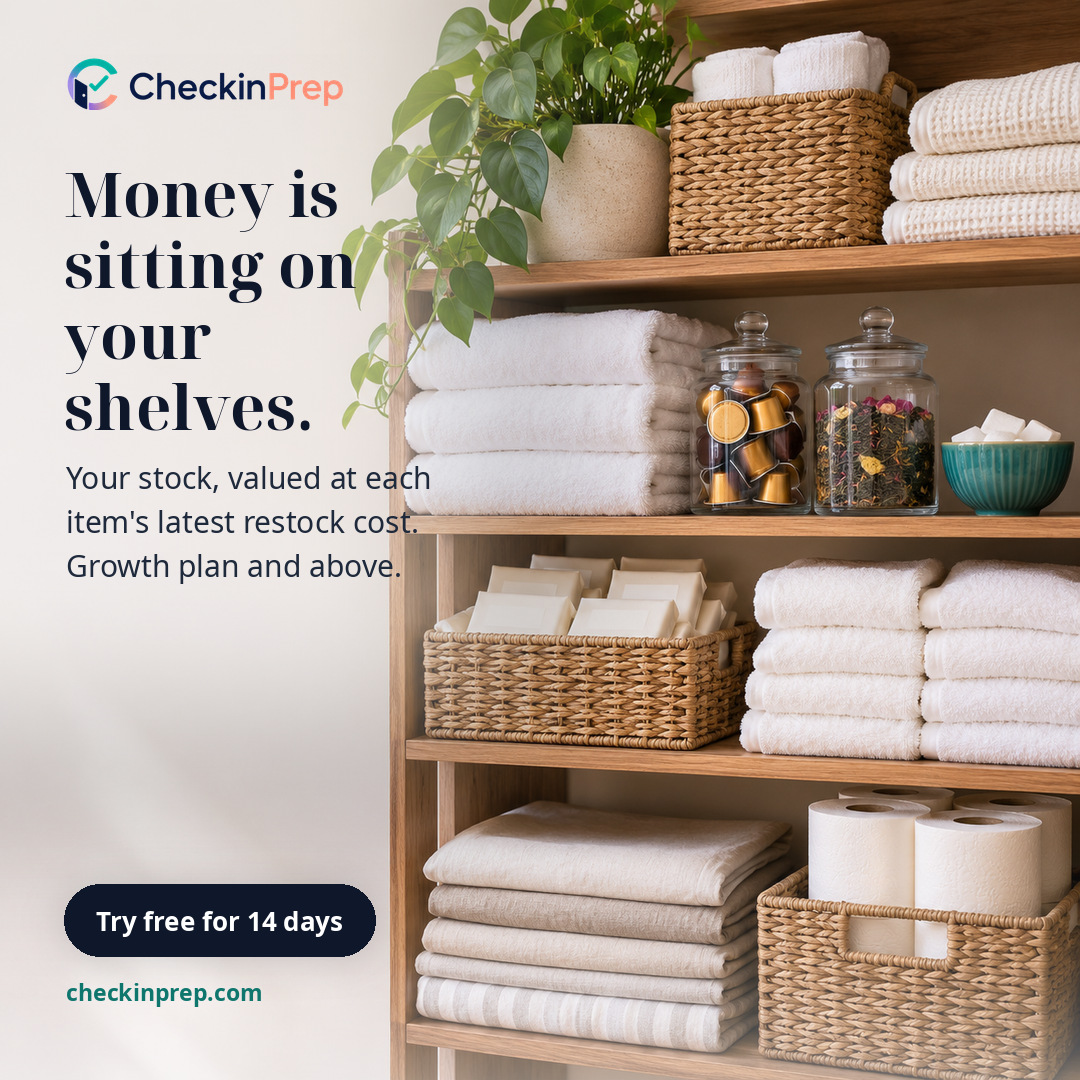 CheckinPrep
Money is
sitting on
your
shelves.
Your stock, valued at each
item's latest restock cost.
Growth plan and above.
Try free for 14 days
checkinprep.com